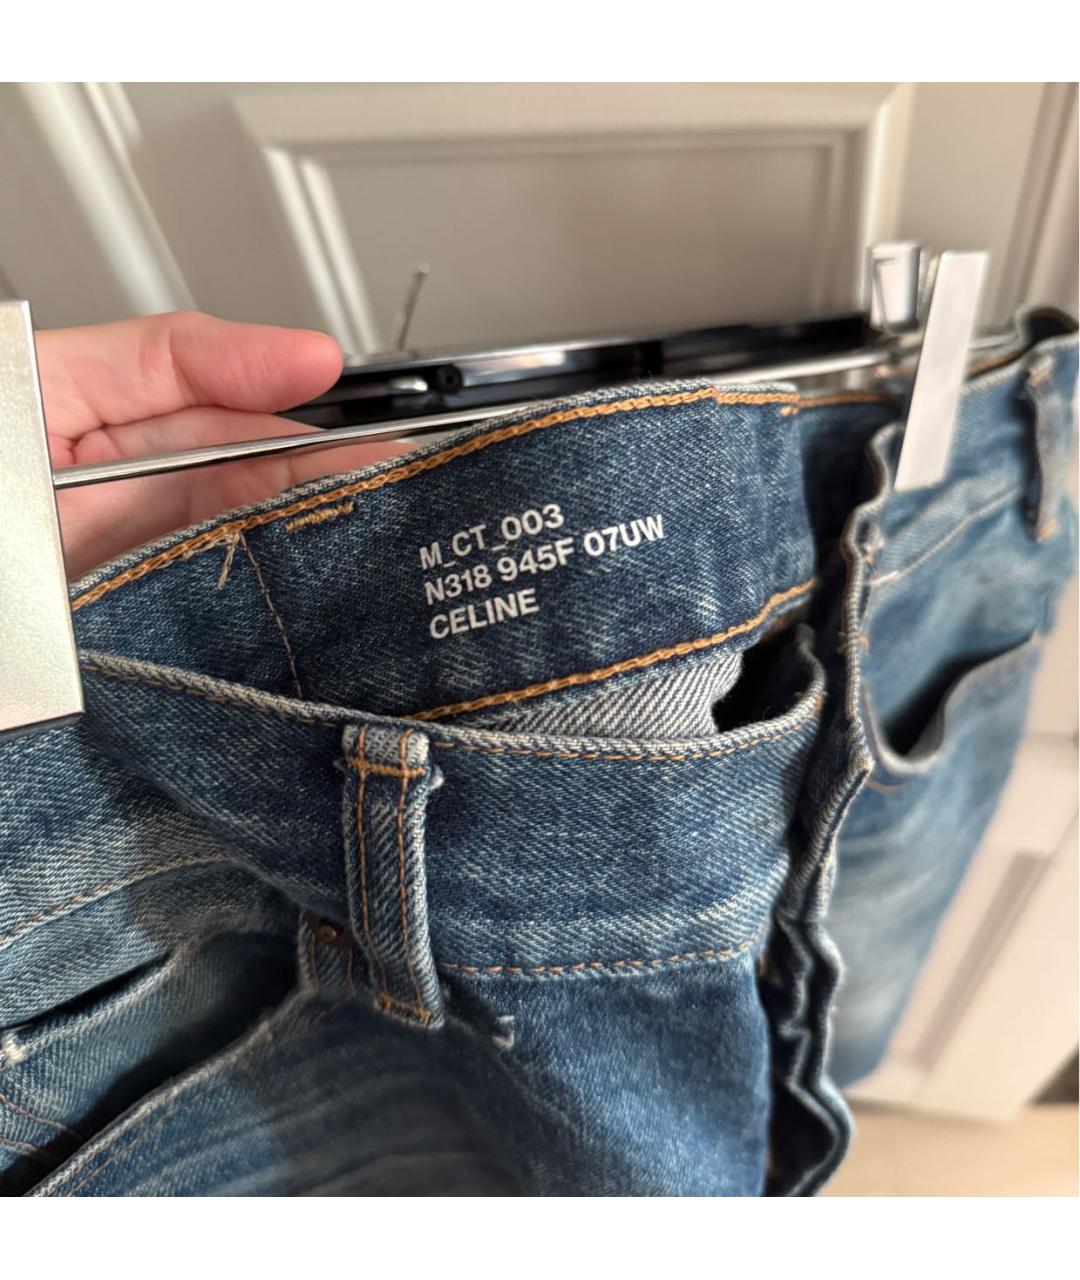 M_CT_003
N318 945F 07UW
CELINE